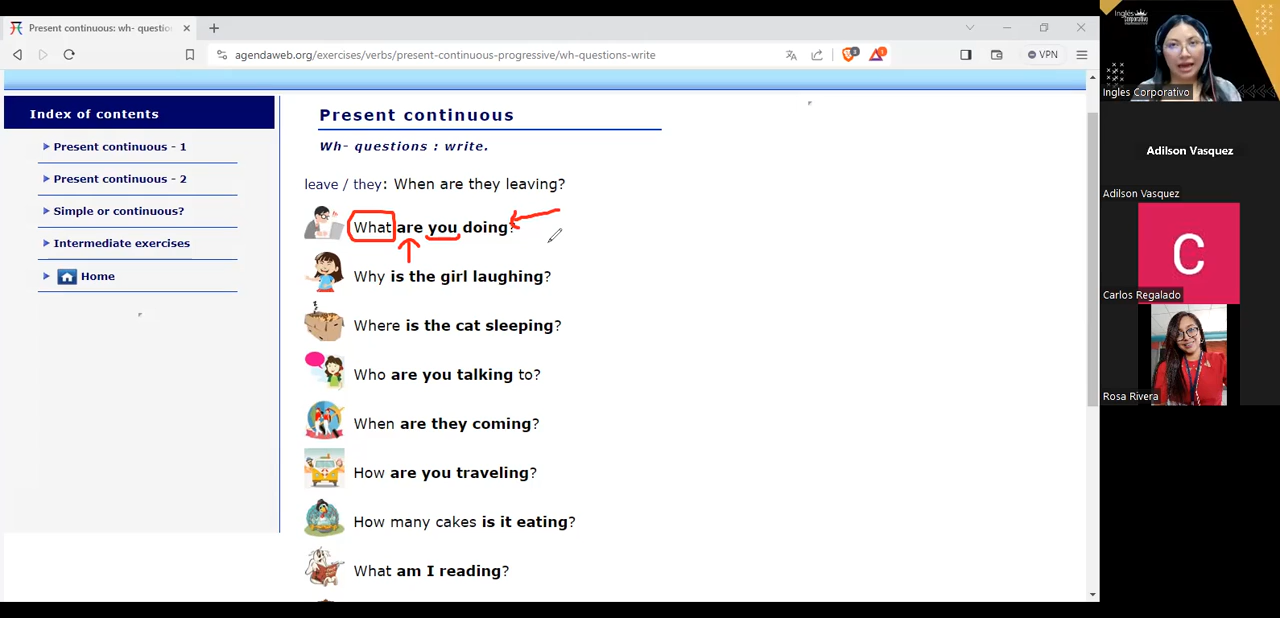 Present continuous: wh- questio
agendaweb.org/exercises/verbs/present-continuous-progressive/wh-questions-write
VPN
Index of contents
Present continuous - 1
Present continuous - 2
Simple or continuous?
Intermediate exercises
Home
Present continuous
Wh- questions : write.
leave / they: When are they leaving?
What are you doing?
Why is the girl laughing?
Where is the cat sleeping?
Who are you talking to?
When are they coming?
How are you traveling?
How many cakes is it eating?
What am I reading?
Inglés
Corporativo
Ingles Corporativo
Adilson Vasquez
Adilson Vasquez
C
Carlos Regalado
Rosa Rivera